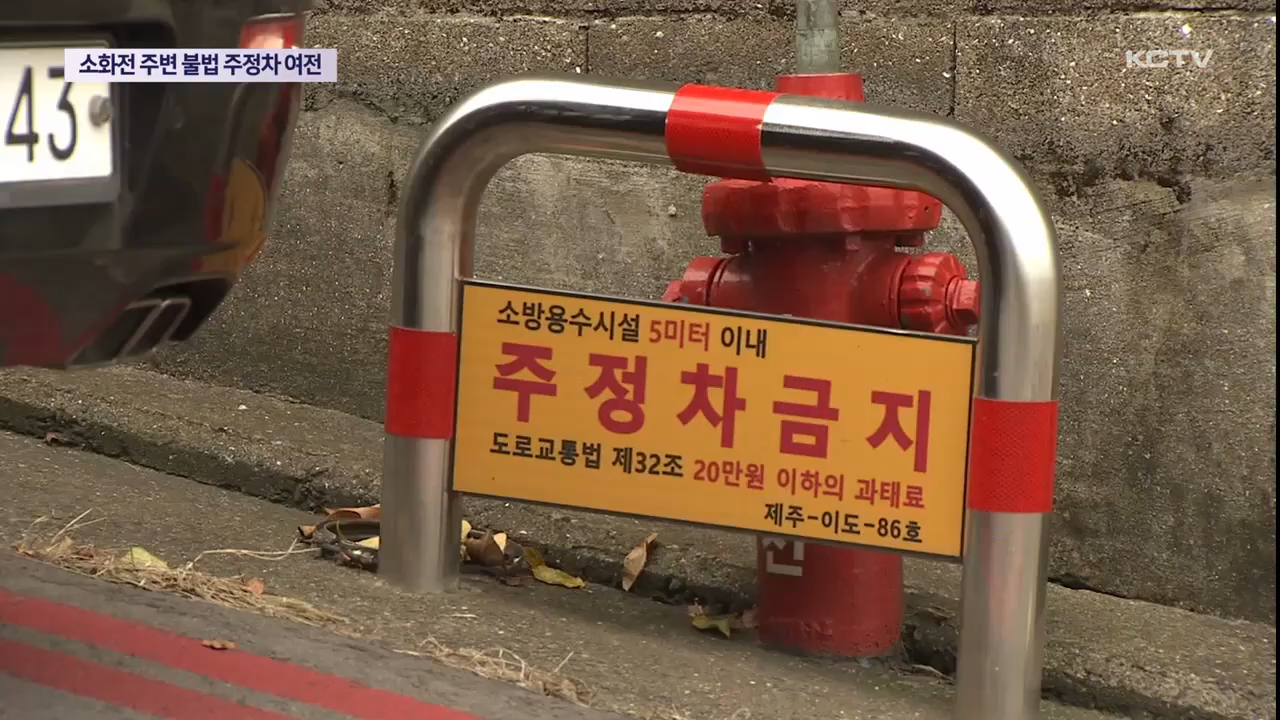 소화전 주변 불법 주정차 여전
KCTV
43
소방용수시설 5미터 이내
주정차금지
도로교통법 제32조 20만원 이하의 과태료
제주-이도-86호
전